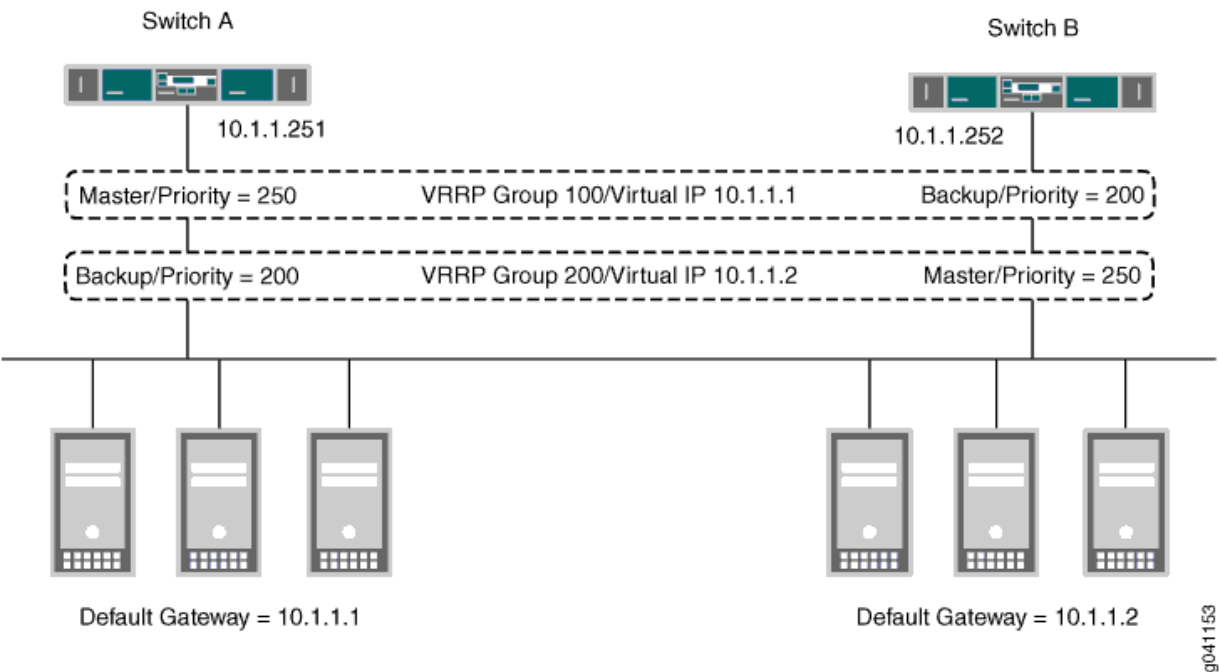 Switch A
Switch B
10.1.1.251
10.1.1.252
Master/Priority = 250 VRRP Group 100/Virtual IP 10.1.1.1 Backup/Priority = 200
Backup/Priority = 200 VRRP Group 200/Virtual IP 10.1.1.2 Master/Priority = 250
Default Gateway = 10.1.1.1
Default Gateway = 10.1.1.2
g041153